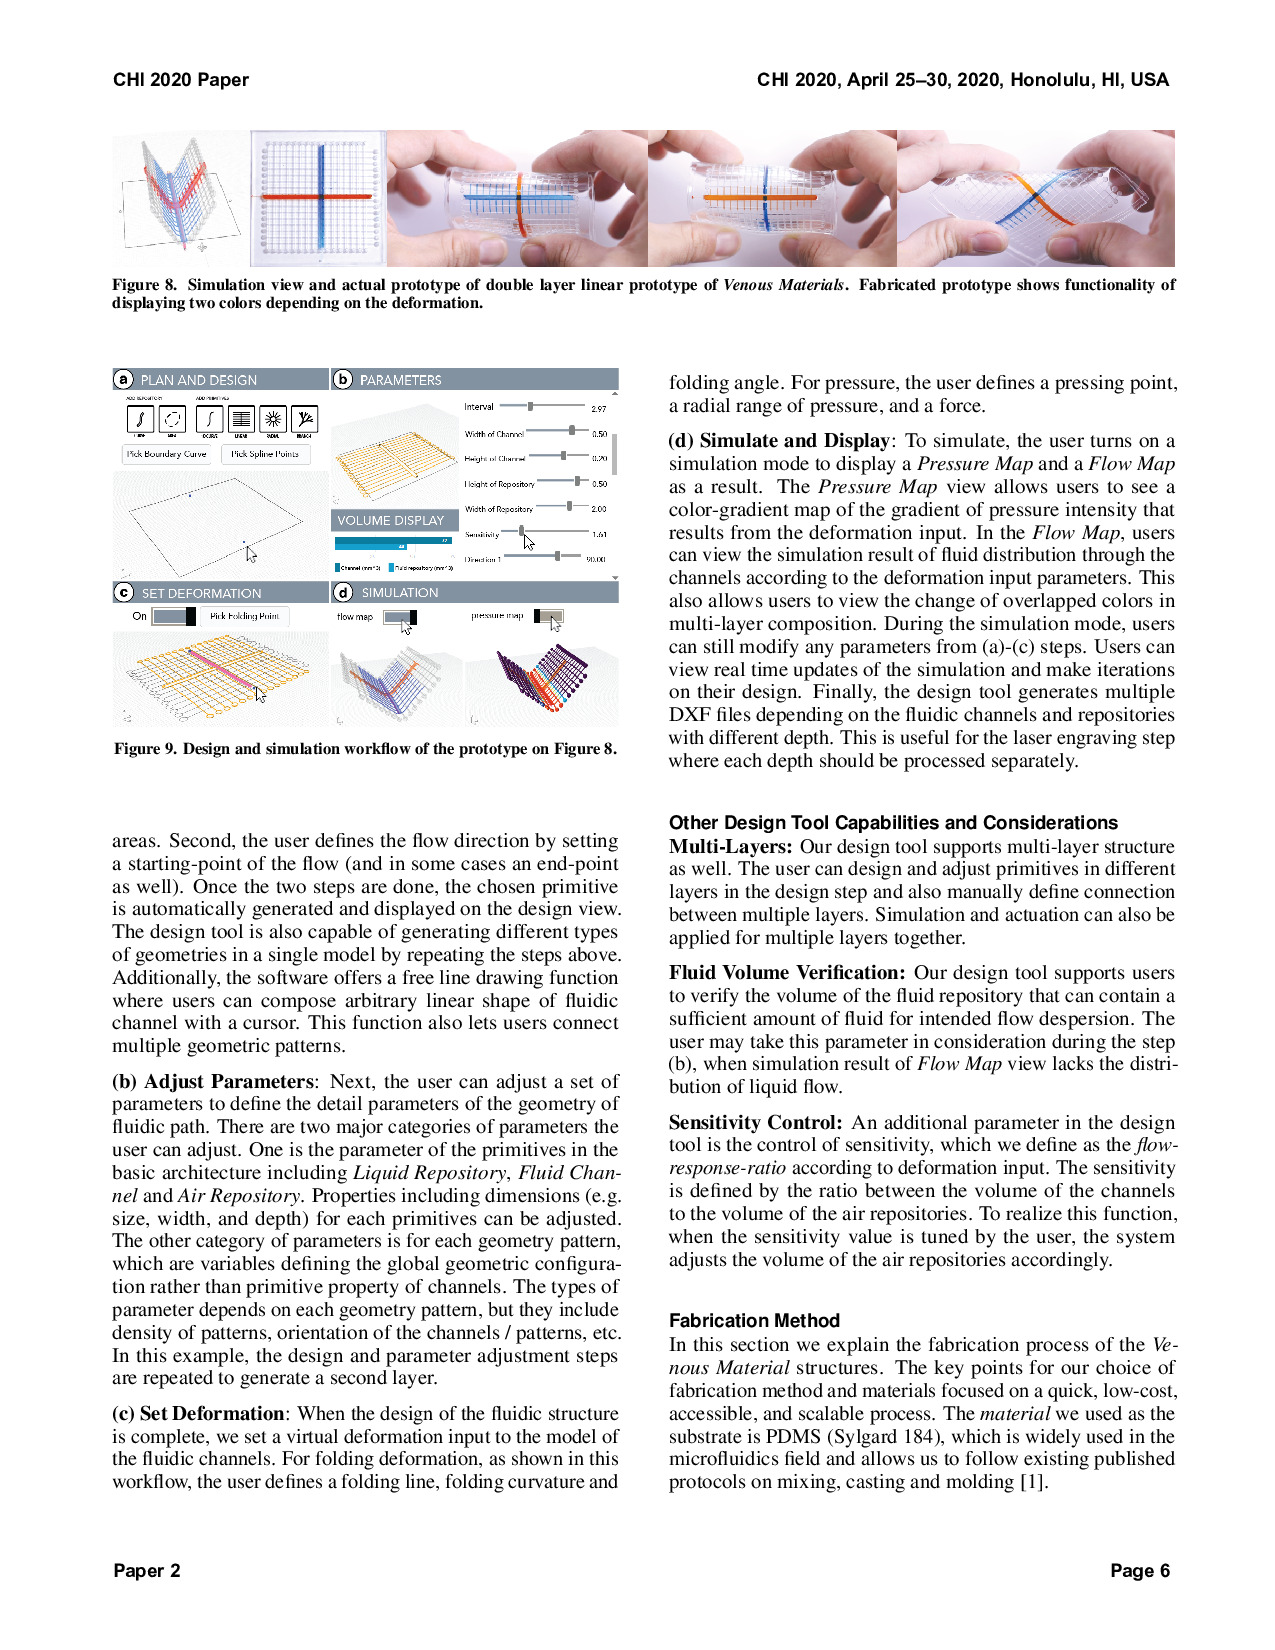 CHI 2020 Paper
CHI 2020, April 25–30, 2020, Honolulu, HI, USA
Figure 8. Simulation view and actual prototype of double layer linear prototype of Venous Materials. Fabricated prototype shows functionality of
displaying two colors depending on the deformation.
a PLAN AND DESIGN
ADD REPOSITORY ADD PRIMITIVES
LINEAR RADIAL BRANCH
Pick Boundary Curve Pick Spline Points
b PARAMETERS
Interval 2.97
Width of Channel 0.50
Height of Channel 0.20
Height of Repository 0.50
Width of Repository 2.00
Sensitivity 1.61
Direction 1 90.00
VOLUME DISPLAY
Channel (mm^3) Fluid repository (mm^3)
c SET DEFORMATION
On Pick Folding Point
d SIMULATION
flow map pressure map
Figure 9. Design and simulation workflow of the prototype on Figure 8.
areas. Second, the user defines the flow direction by setting
a starting-point of the flow (and in some cases an end-point
as well). Once the two steps are done, the chosen primitive
is automatically generated and displayed on the design view.
The design tool is also capable of generating different types
of geometries in a single model by repeating the steps above.
Additionally, the software offers a free line drawing function
where users can compose arbitrary linear shape of fluidic
channel with a cursor. This function also lets users connect
multiple geometric patterns.
(b) Adjust Parameters: Next, the user can adjust a set of
parameters to define the detail parameters of the geometry of
fluidic path. There are two major categories of parameters the
user can adjust. One is the parameter of the primitives in the
basic architecture including Liquid Repository, Fluid Chan-
nel and Air Repository. Properties including dimensions (e.g.
size, width, and depth) for each primitives can be adjusted.
The other category of parameters is for each geometry pattern,
which are variables defining the global geometric configura-
tion rather than primitive property of channels. The types of
parameter depends on each geometry pattern, but they include
density of patterns, orientation of the channels / patterns, etc.
In this example, the design and parameter adjustment steps
are repeated to generate a second layer.
(c) Set Deformation: When the design of the fluidic structure
is complete, we set a virtual deformation input to the model of
the fluidic channels. For folding deformation, as shown in this
workflow, the user defines a folding line, folding curvature and
folding angle. For pressure, the user defines a pressing point,
a radial range of pressure, and a force.
(d) Simulate and Display: To simulate, the user turns on a
simulation mode to display a Pressure Map and a Flow Map
as a result. The Pressure Map view allows users to see a
color-gradient map of the gradient of pressure intensity that
results from the deformation input. In the Flow Map, users
can view the simulation result of fluid distribution through the
channels according to the deformation input parameters. This
also allows users to view the change of overlapped colors in
multi-layer composition. During the simulation mode, users
can still modify any parameters from (a)-(c) steps. Users can
view real time updates of the simulation and make iterations
on their design. Finally, the design tool generates multiple
DXF files depending on the fluidic channels and repositories
with different depth. This is useful for the laser engraving step
where each depth should be processed separately.
Other Design Tool Capabilities and Considerations
Multi-Layers: Our design tool supports multi-layer structure
as well. The user can design and adjust primitives in different
layers in the design step and also manually define connection
between multiple layers. Simulation and actuation can also be
applied for multiple layers together.
Fluid Volume Verification: Our design tool supports users
to verify the volume of the fluid repository that can contain a
sufficient amount of fluid for intended flow despersion. The
user may take this parameter in consideration during the step
(b), when simulation result of Flow Map view lacks the distri-
bution of liquid flow.
Sensitivity Control: An additional parameter in the design
tool is the control of sensitivity, which we define as the flow-
response-ratio according to deformation input. The sensitivity
is defined by the ratio between the volume of the channels
to the volume of the air repositories. To realize this function,
when the sensitivity value is tuned by the user, the system
adjusts the volume of the air repositories accordingly.
Fabrication Method
In this section we explain the fabrication process of the Ve-
nous Material structures. The key points for our choice of
fabrication method and materials focused on a quick, low-cost,
accessible, and scalable process. The material we used as the
substrate is PDMS (Sylgard 184), which is widely used in the
microfluidics field and allows us to follow existing published
protocols on mixing, casting and molding [1].
Paper 2
Page 6